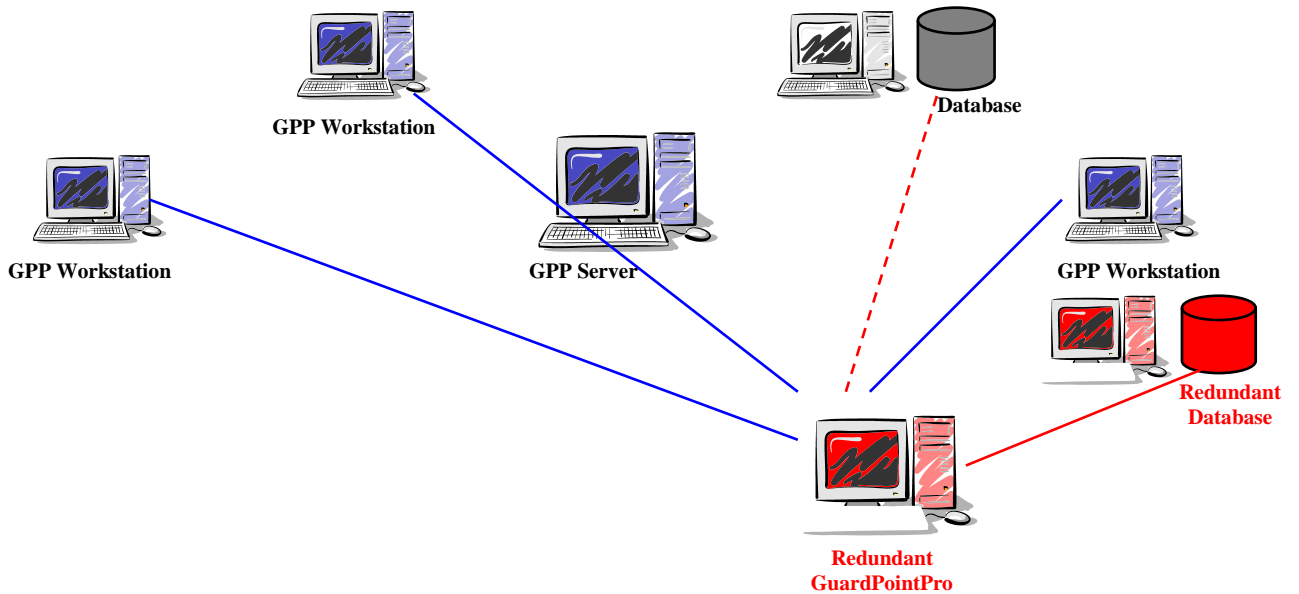 Database
GPP Workstation
GPP Workstation
GPP Server
GPP Workstation
Redundant
Database
Redundant
GuardPointPro